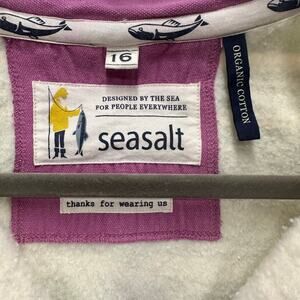 16
DESIGNED BY THE SEA
FOR PEOPLE EVERYWHERE
seasalt
ORGANIC COTTON
thanks for wearing us